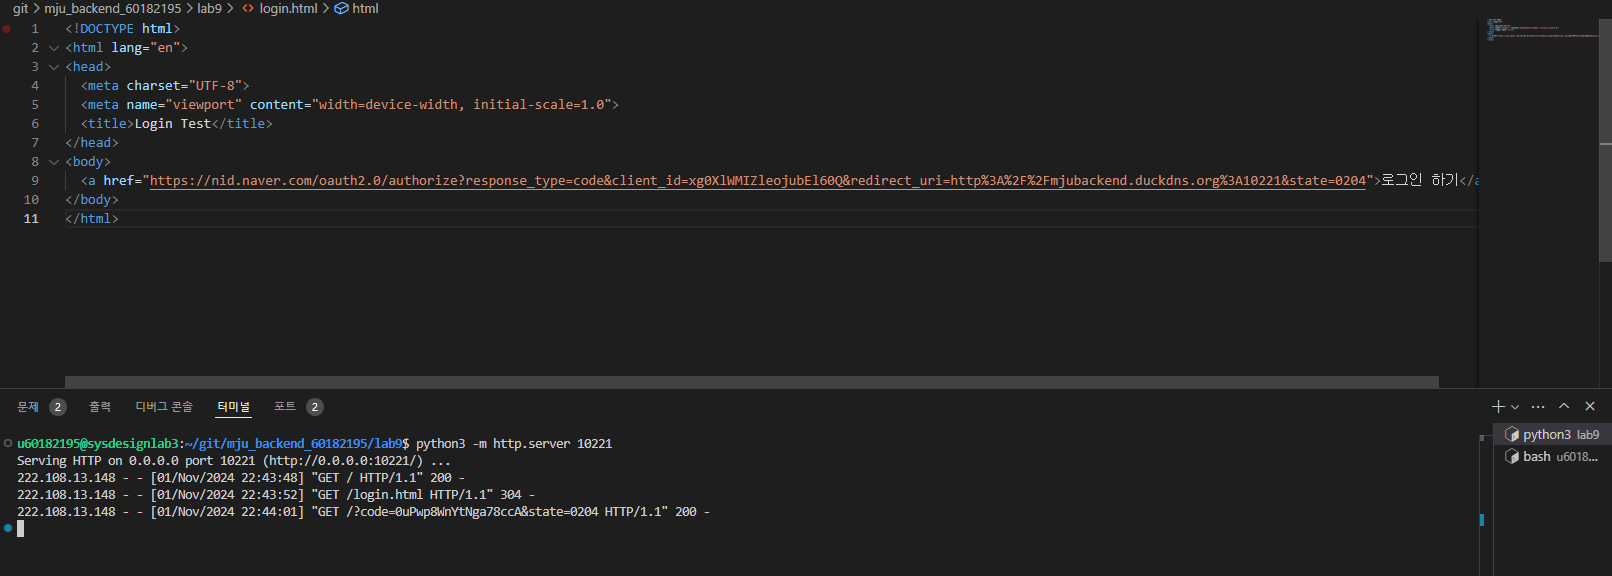 git > mju_backend_60182195 > lab9 > <> login.html > html
1 <!DOCTYPE html>
2 <html lang="en">
3 <head>
4 <meta charset="UTF-8">
5 <meta name="viewport" content="width=device-width, initial-scale=1.0">
6 <title>Login Test</title>
7 </head>
8 <body>
9 <a href="https://nid.naver.com/oauth2.0/authorize?response_type=code&client_id=xg0XlWMIZleojubEl60Q&redirect_uri=http%3A%2F%2Fmjubackend.duckdns.org%3A10221&state=0204">로그인 하기</a
10 </body>
11 </html>
문제 2 출력 디버그 콘솔 터미널 포트 2
u60182195@sysdesignlab3:~/git/mju_backend_60182195/lab9$ python3 -m http.server 10221
Serving HTTP on 0.0.0.0 port 10221 (http://0.0.0.0:10221/) ...
222.108.13.148 - - [01/Nov/2024 22:43:48] "GET / HTTP/1.1" 200 -
222.108.13.148 - - [01/Nov/2024 22:43:52] "GET /login.html HTTP/1.1" 304 -
222.108.13.148 - - [01/Nov/2024 22:44:01] "GET /?code=0uPwp8WnYtNga78ccA&state=0204 HTTP/1.1" 200 -
python3 lab9
bash u6018...